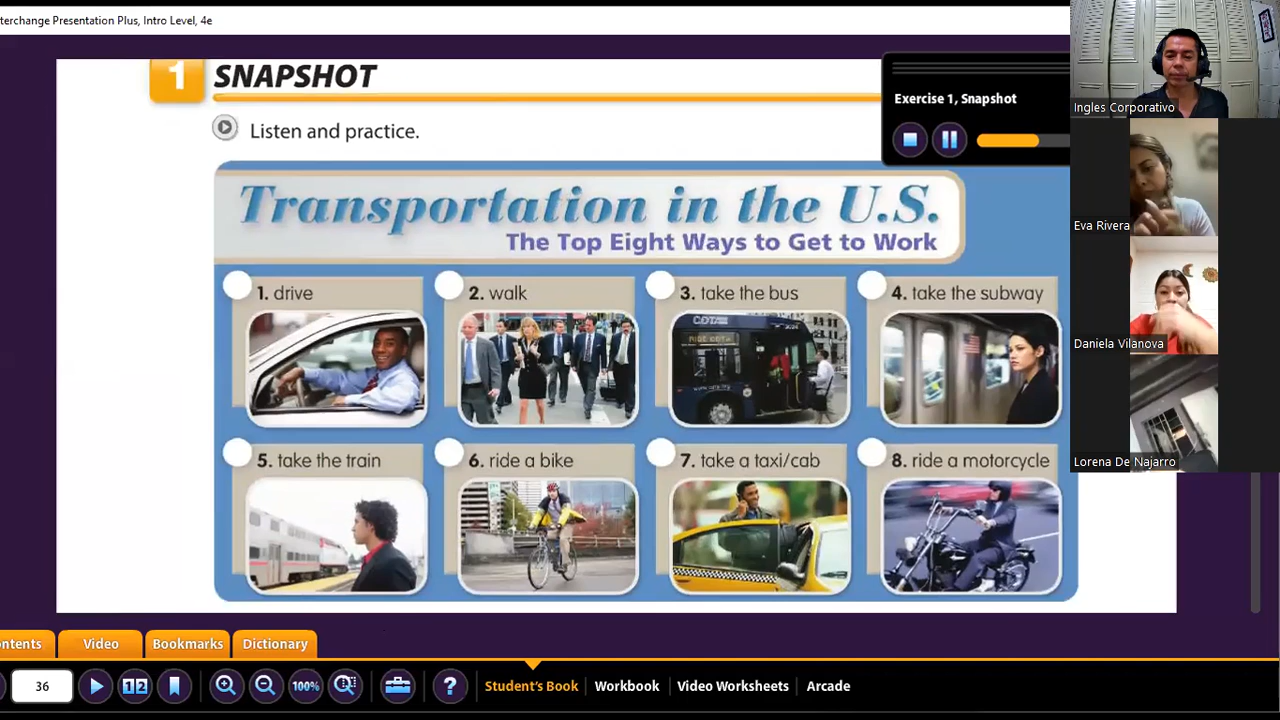 terchange Presentation Plus, Intro Level, 4e
1 SNAPSHOT
Exercise 1, Snapshot
Listen and practice.
Transportation in the U.S.
The Top Eight Ways to Get to Work
1. drive
2. walk
3. take the bus
4. take the subway
5. take the train
6. ride a bike
7. take a taxi/cab
8. ride a motorcycle
Ingles Corporativo
Eva Rivera
Daniela Vilanova
Lorena De Najarro
ntents Video Bookmarks Dictionary
36 12 100% ? Student's Book Workbook Video Worksheets Arcade